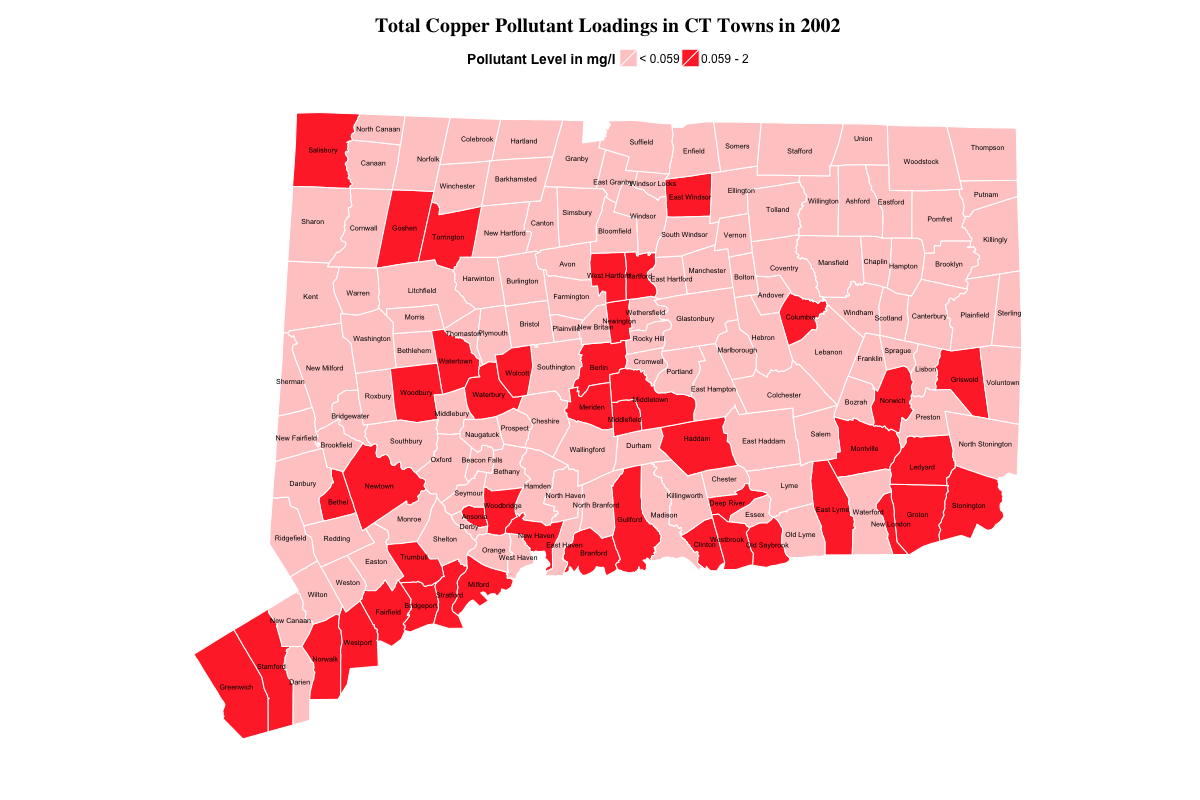 Total Copper Pollutant Loadings in CT Towns in 2002
Pollutant Level in mg/l < 0.059 0.059 - 2
North Canaan
Colebrook
Hartland
Suffield
Union
Salisbury
Canaan
Norfolk
Granby
Enfield
Somers
Stafford
Woodstock
Thompson
Winchester
Barkhamsted
East Granby
Windsor Locks
East Windsor
Ellington
Tolland
Willington
Ashford
Eastford
Putnam
Sharon
Cornwall
Goshen
Torrington
New Hartford
Canton
Simsbury
Bloomfield
Windsor
South Windsor
Vernon
Pomfret
Killingly
Kent
Warren
Litchfield
Harwinton
Burlington
Avon
West Hartford
Hartford
East Hartford
Manchester
Bolton
Coventry
Mansfield
Chaplin
Hampton
Brooklyn
Morris
Farmington
Andover
Washington
Bethlehem
Thomaston
Plymouth
Bristol
Plainville
New Britain
Newington
Wethersfield
Glastonbury
Columbia
Windham
Scotland
Canterbury
Plainfield
Sterling
Rocky Hill
Hebron
Marlborough
Lebanon
Franklin
Sprague
Lisbon
Griswold
Voluntown
Sherman
New Milford
Roxbury
Woodbury
Watertown
Waterbury
Wolcott
Southington
Berlin
Cromwell
Portland
East Hampton
Colchester
Bozrah
Norwich
Preston
Bridgewater
Middlebury
Meriden
Middletown
Middlefield
Cheshire
Prospect
Naugatuck
New Fairfield
Brookfield
Southbury
Oxford
Beacon Falls
Bethany
Wallingford
Durham
Haddam
East Haddam
Salem
Montville
Ledyard
North Stonington
Danbury
Bethel
Newtown
Seymour
Woodbridge
Hamden
North Haven
North Branford
Guilford
Madison
Killingworth
Chester
Deep River
Essex
Lyme
East Lyme
Waterford
New London
Groton
Stonington
Monroe
Ansonia
Derby
Ridgefield
Redding
Shelton
Orange
New Haven
West Haven
East Haven
Branford
Clinton
Westbrook
Old Saybrook
Old Lyme
Easton
Trumbull
Weston
Wilton
Milford
Stratford
Bridgeport
Fairfield
New Canaan
Westport
Norwalk
Stamford
Darien
Greenwich